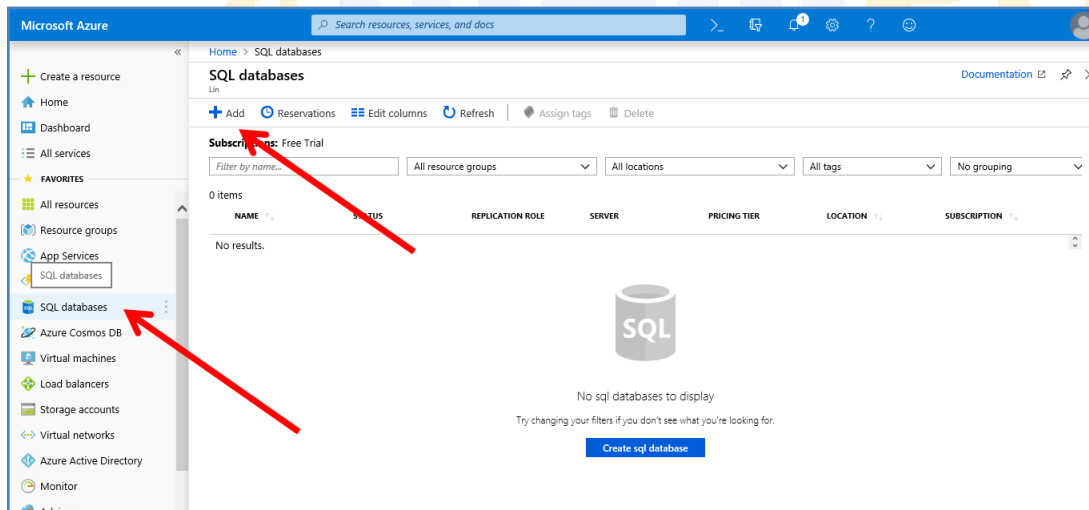 Microsoft Azure
Search resources, services, and docs
>_
1
?
«
Create a resource
Home
Dashboard
All services
FAVORITES
All resources
Resource groups
App Services
SQL databases
SQL databases
Azure Cosmos DB
Virtual machines
Load balancers
Storage accounts
Virtual networks
Azure Active Directory
Monitor
Home > SQL databases
SQL databases
Lin
Documentation
Add Reservations Edit columns Refresh Assign tags Delete
Subscriptions: Free Trial
Filter by name... All resource groups All locations All tags No grouping
0 items
NAME STATUS REPLICATION ROLE SERVER PRICING TIER LOCATION SUBSCRIPTION
No results.
SQL
No sql databases to display
Try changing your filters if you don't see what you're looking for.
Create sql database